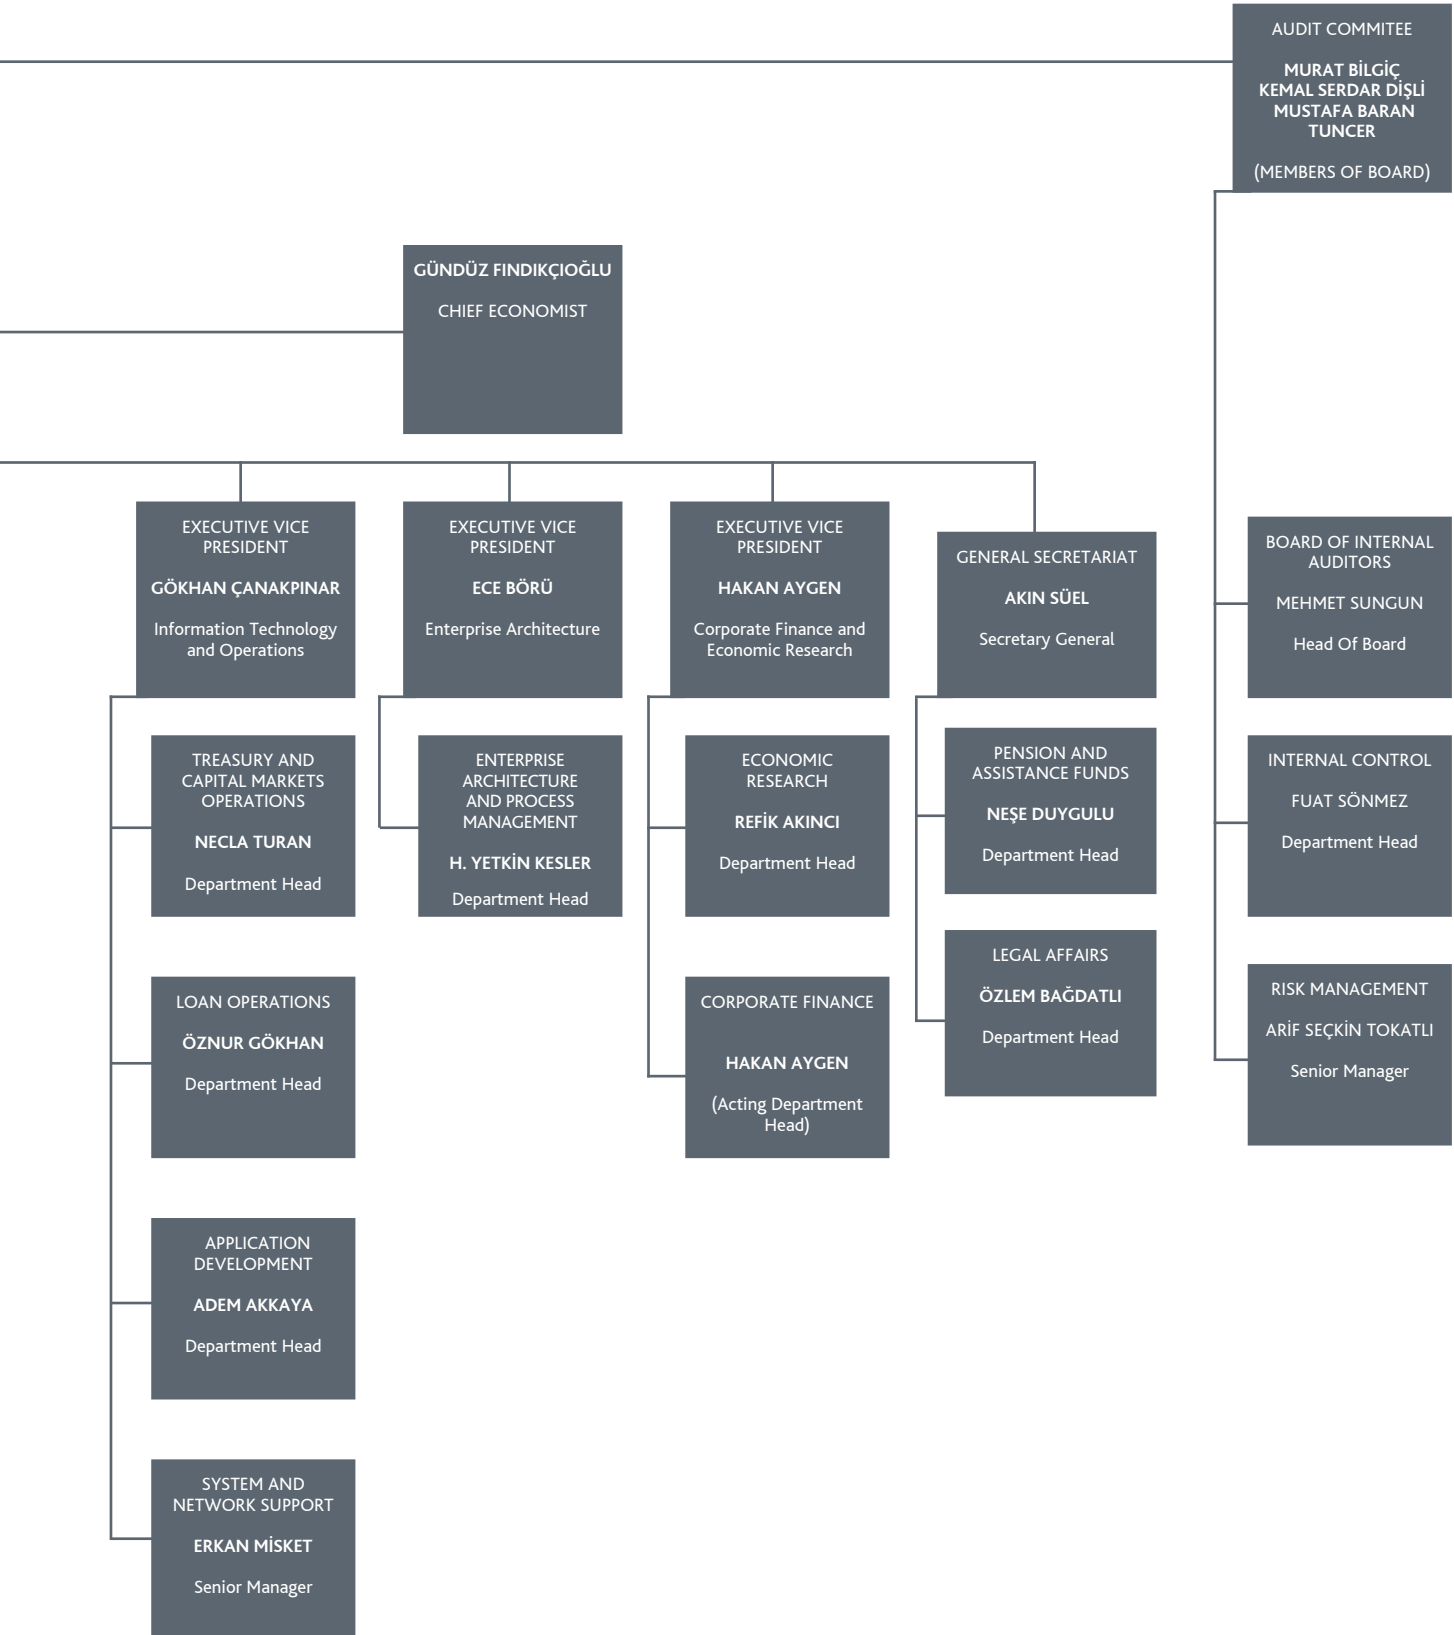 AUDIT COMMITEE
MURAT BİLGİÇ
KEMAL SERDAR DİŞLİ
MUSTAFA BARAN
TUNCER
(MEMBERS OF BOARD)
GÜNDÜZ FINDIKÇIOĞLU
CHIEF ECONOMIST
EXECUTIVE VICE
PRESIDENT
GÖKHAN ÇANAKPINAR
Information Technology
and Operations
TREASURY AND
CAPITAL MARKETS
OPERATIONS
NECLA TURAN
Department Head
LOAN OPERATIONS
ÖZNUR GÖKHAN
Department Head
APPLICATION
DEVELOPMENT
ADEM AKKAYA
Department Head
SYSTEM AND
NETWORK SUPPORT
ERKAN MİSKET
Senior Manager
EXECUTIVE VICE
PRESIDENT
ECE BÖRÜ
Enterprise Architecture
ENTERPRISE
ARCHITECTURE
AND PROCESS
MANAGEMENT
H. YETKİN KESLER
Department Head
EXECUTIVE VICE
PRESIDENT
HAKAN AYGEN
Corporate Finance and
Economic Research
ECONOMIC
RESEARCH
REFİK AKINCI
Department Head
CORPORATE FINANCE
HAKAN AYGEN
(Acting Department
Head)
GENERAL SECRETARIAT
AKIN SÜEL
Secretary General
PENSION AND
ASSISTANCE FUNDS
NEŞE DUYGULU
Department Head
LEGAL AFFAIRS
ÖZLEM BAĞDATLI
Department Head
BOARD OF INTERNAL
AUDITORS
MEHMET SUNGUN
Head Of Board
INTERNAL CONTROL
FUAT SÖNMEZ
Department Head
RISK MANAGEMENT
ARİF SEÇKİN TOKATLI
Senior Manager